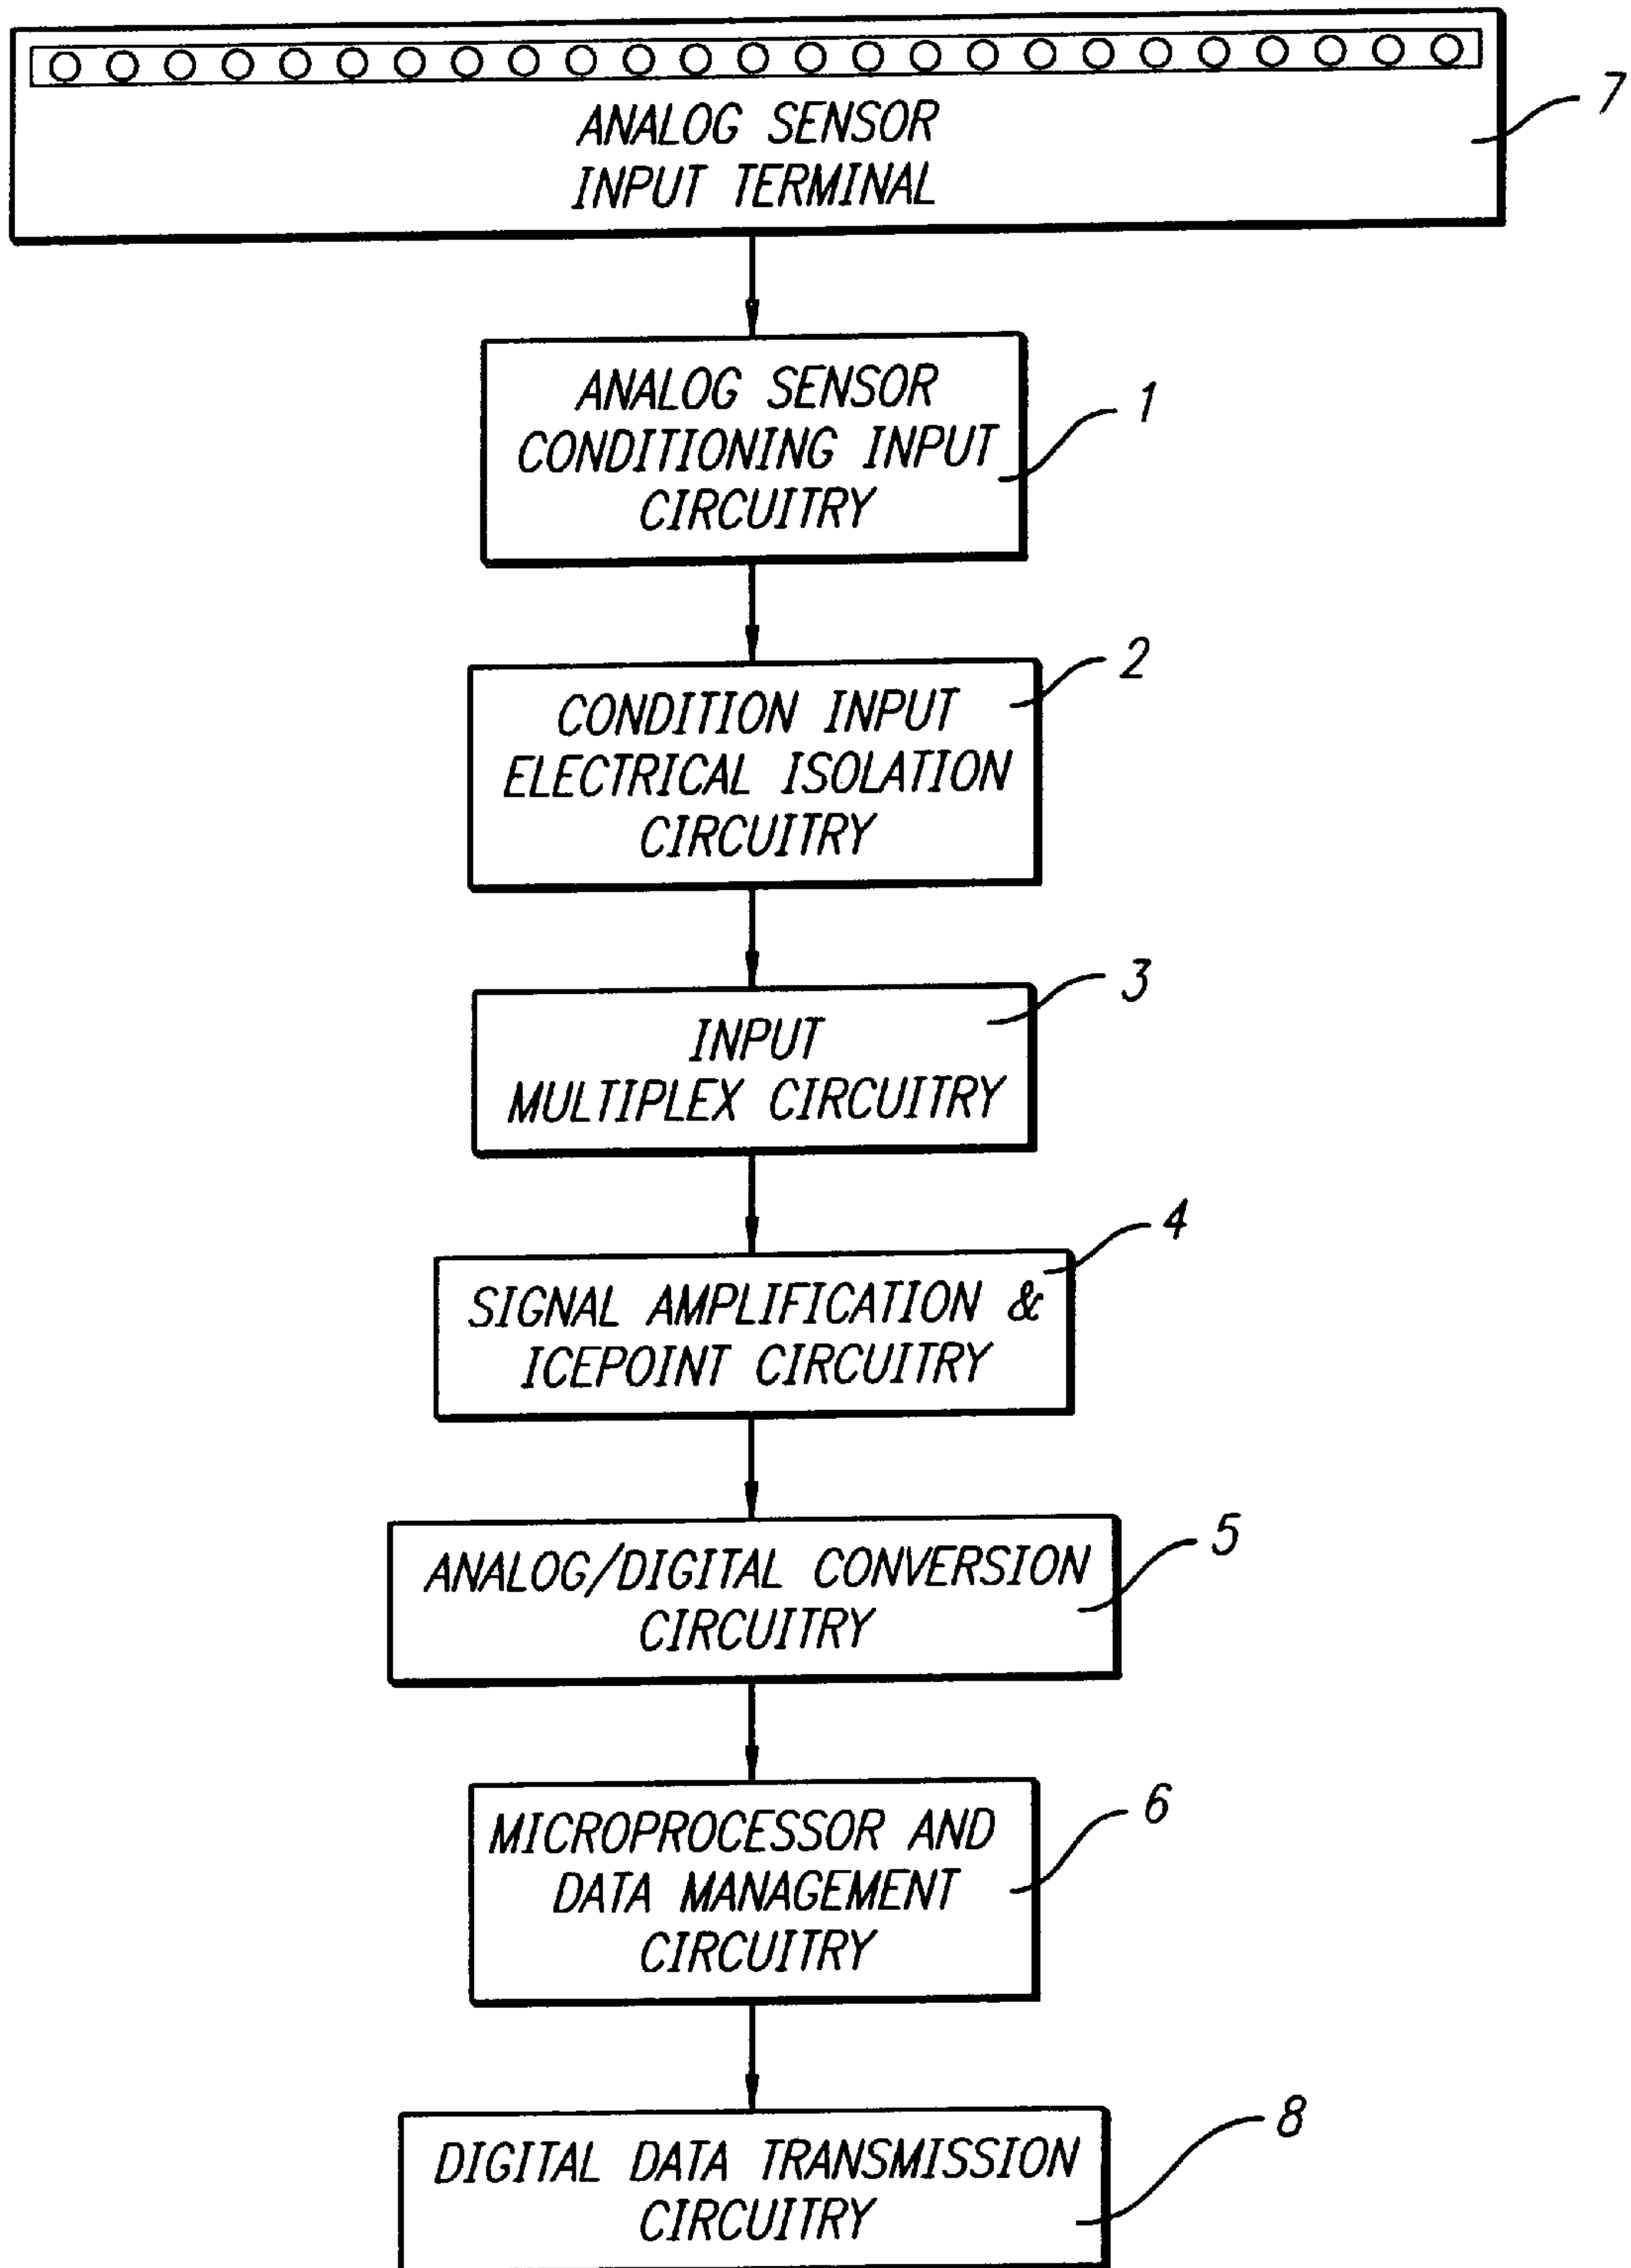 ANALOG SENSOR
INPUT TERMINAL
7
ANALOG SENSOR
CONDITIONING INPUT
CIRCUITRY
1
CONDITION INPUT
ELECTRICAL ISOLATION
CIRCUITRY
2
INPUT
MULTIPLEX CIRCUITRY
3
SIGNAL AMPLIFICATION &
ICEPOINT CIRCUITRY
4
ANALOG/DIGITAL CONVERSION
CIRCUITRY
5
MICROPROCESSOR AND
DATA MANAGEMENT
CIRCUITRY
6
DIGITAL DATA TRANSMISSION
CIRCUITRY
8